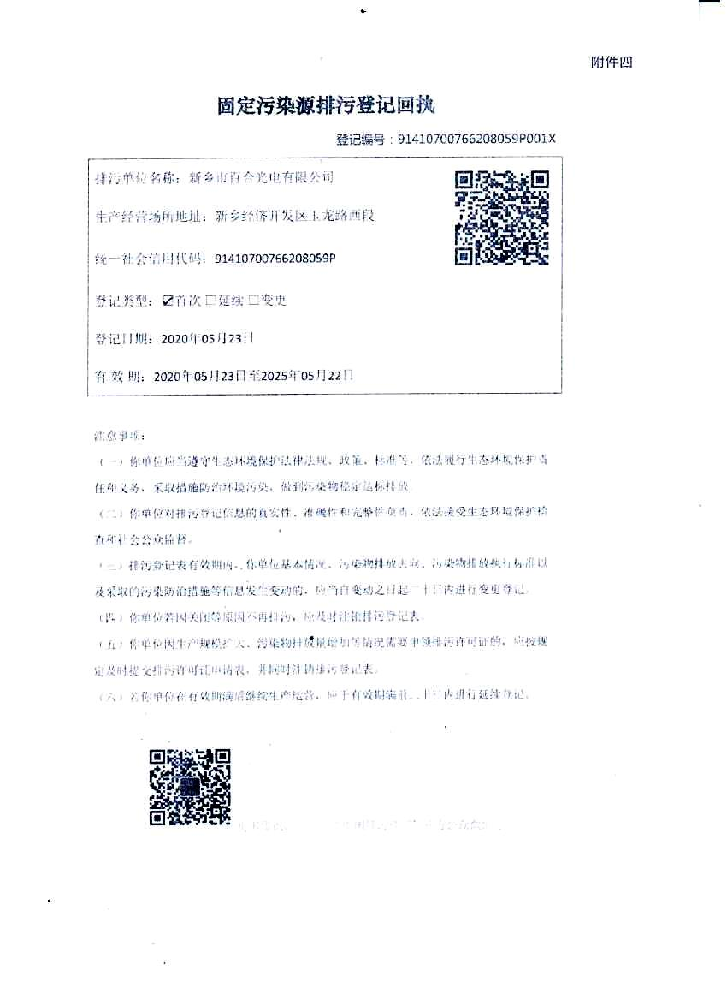 附件四
固定污染源排污登记回执
登记编号：91410700766208059P001X
排污单位名称：新乡市百合光电有限公司
生产经营场所地址：新乡经济开发区玉龙路西段
统一社会信用代码：91410700766208059P
登记类型：☑首次☐延续☐变更
登记日期：2020年05月23日
有效期：2020年05月23日至2025年05月22日
注意事项：
（一）你单位应当遵守生态环境保护法律法规、政策、标准等，依法履行生态环境保护责
任和义务，采取措施防治环境污染，做到污染物稳定达标排放。
（二）你单位对排污登记信息的真实性、准确性和完整性负责，依法接受生态环境保护检
查和社会公众监督。
（三）排污登记表有效期内，你单位基本情况、污染物排放去向、污染物排放执行标准以
及采取的污染防治措施等信息发生变动的，应当自变动之日起二十日内进行变更登记。
（四）你单位若因关闭等原因不再排污，应及时注销排污登记表。
（五）你单位因生产规模扩大、污染物排放量增加等情况需要申领排污许可证的，应按规
定及时提交排污许可证申请表，并同时注销排污登记表。
（六）若你单位在有效期满后继续生产运营，应于有效期满前二十日内进行延续登记。